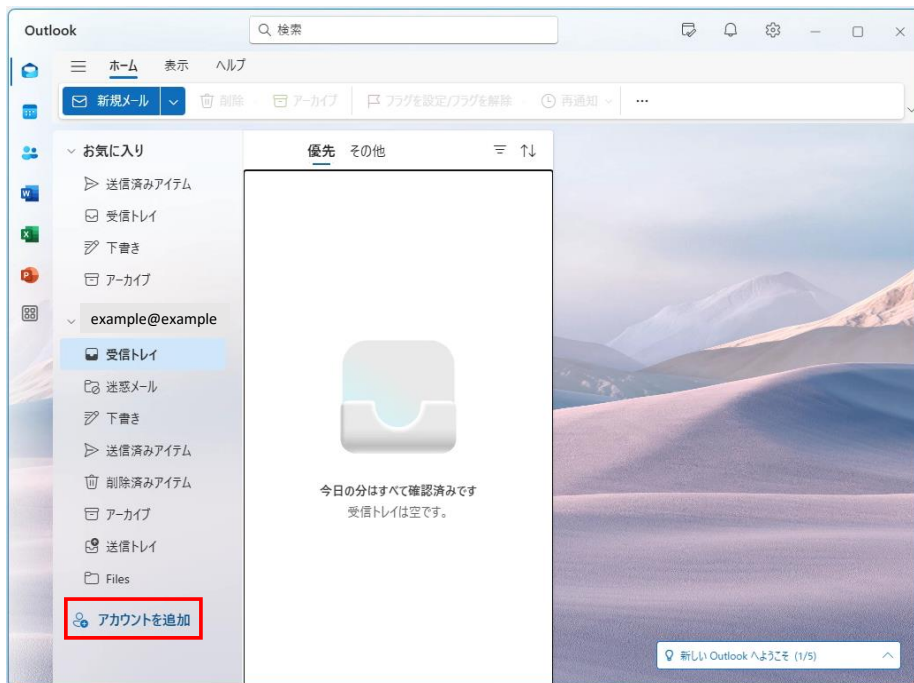 Outlook
検索
ホーム 表示 ヘルプ
新規メール 削除 アーカイブ フラグを設定/フラグを解除 再通知 …
お気に入り
送信済みアイテム
受信トレイ
下書き
アーカイブ
example@example
受信トレイ
迷惑メール
下書き
送信済みアイテム
削除済みアイテム
アーカイブ
送信トレイ
Files
アカウントを追加
優先 その他
今日の分はすべて確認済みです
受信トレイは空です。
新しい Outlook へようこそ (1/5)